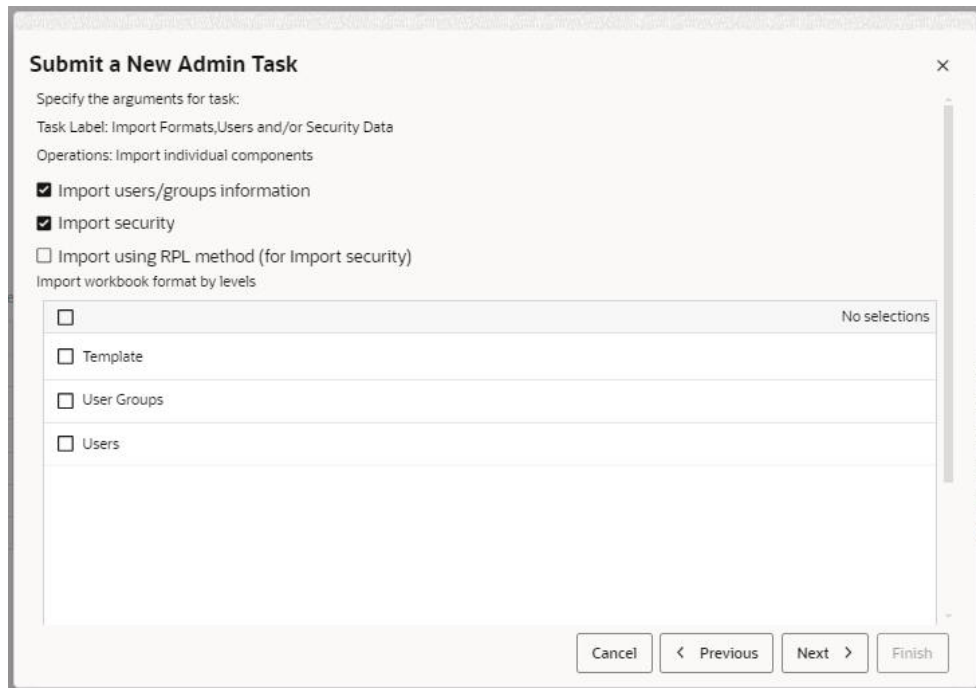 Submit a New Admin Task
Specify the arguments for task:
Task Label: Import Formats,Users and/or Security Data
Operations: Import individual components
Import users/groups information
Import security
Import using RPL method (for Import security)
Import workbook format by levels
No selections
Template
User Groups
Users
Cancel
Previous
Next
Finish